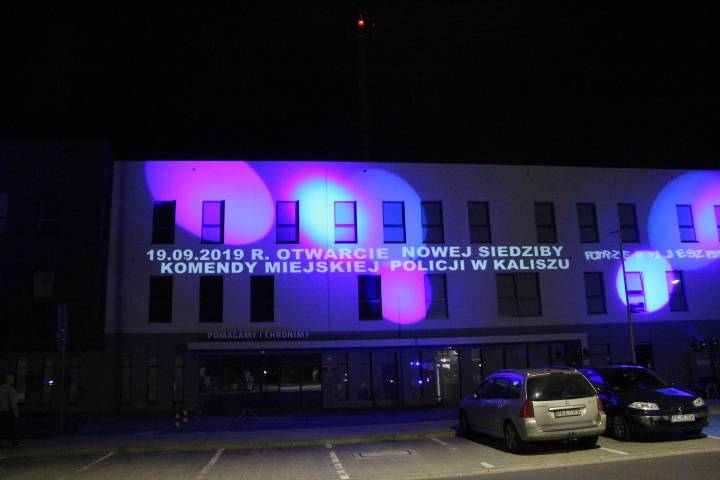 19.09.2019 R. OTWARCIE NOWEJ SIEDZIBY
KOMENDY MIEJSKIEJ POLICJI W KALISZU
POMAGAMY I CHRONIMY